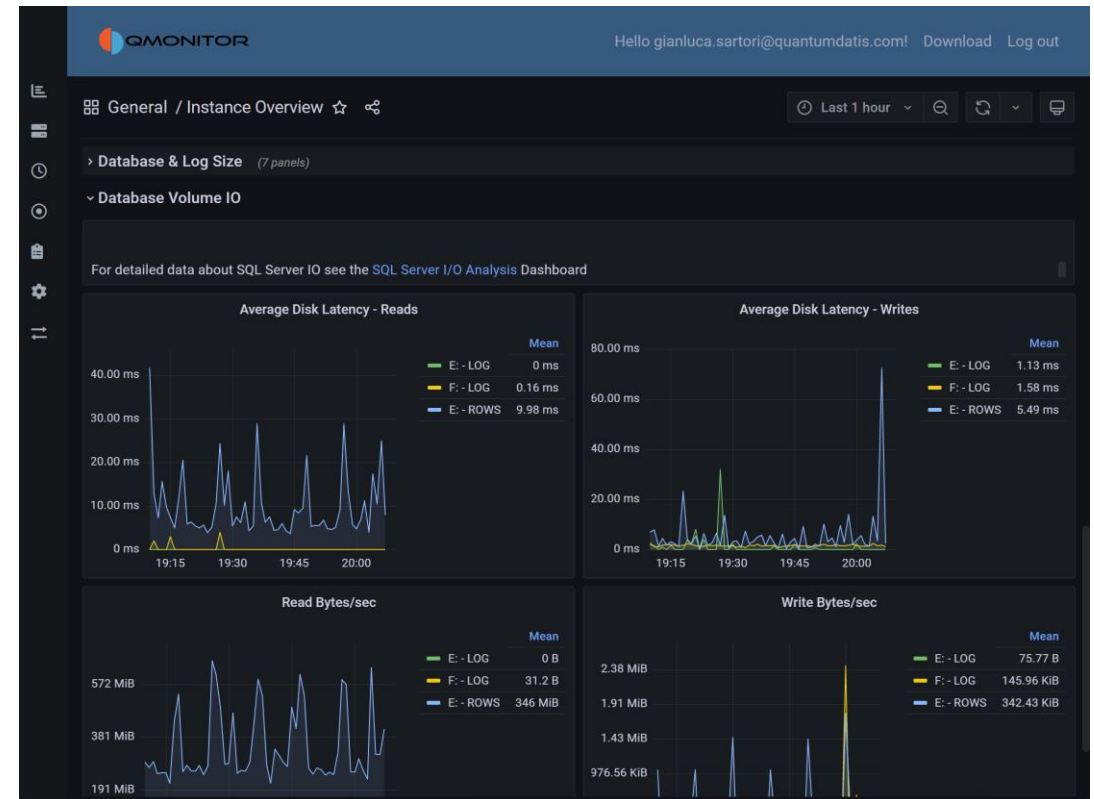 QMONITOR
Hello gianluca.sartori@quantumdatis.com! Download Log out
General / Instance Overview
Last 1 hour
Database & Log Size (7 panels)
Database Volume IO
For detailed data about SQL Server IO see the SQL Server I/O Analysis Dashboard
Average Disk Latency - Reads
Mean
E: - LOG 0 ms
F: - LOG 0.16 ms
E: - ROWS 9.98 ms
40.00 ms
30.00 ms
20.00 ms
10.00 ms
0 ms
19:15 19:30 19:45 20:00
Average Disk Latency - Writes
Mean
E: - LOG 1.13 ms
F: - LOG 1.58 ms
E: - ROWS 5.49 ms
80.00 ms
60.00 ms
40.00 ms
20.00 ms
0 ms
19:15 19:30 19:45 20:00
Read Bytes/sec
Mean
E: - LOG 0 B
F: - LOG 31.2 B
E: - ROWS 346 MiB
572 MiB
381 MiB
191 MiB
Write Bytes/sec
Mean
E: - LOG 75.77 B
F: - LOG 145.96 KiB
E: - ROWS 342.43 KiB
2.38 MiB
1.91 MiB
1.43 MiB
976.56 KiB